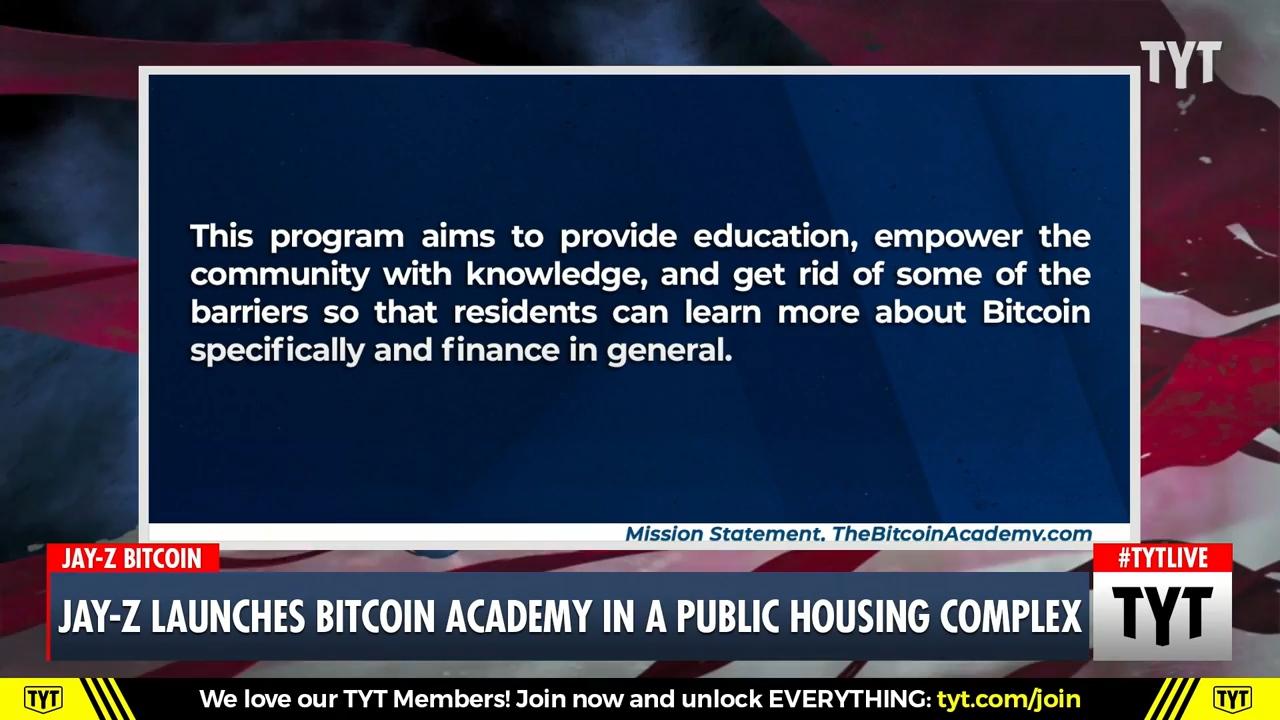 TYT
This program aims to provide education, empower the
community with knowledge, and get rid of some of the
barriers so that residents can learn more about Bitcoin
specifically and finance in general.
Mission Statement, TheBitcoinAcademy.com
JAY-Z BITCOIN
#TYTLIVE
JAY-Z LAUNCHES BITCOIN ACADEMY IN A PUBLIC HOUSING COMPLEX
TYT
TYT
We love our TYT Members! Join now and unlock EVERYTHING: tyt.com/join
TYT